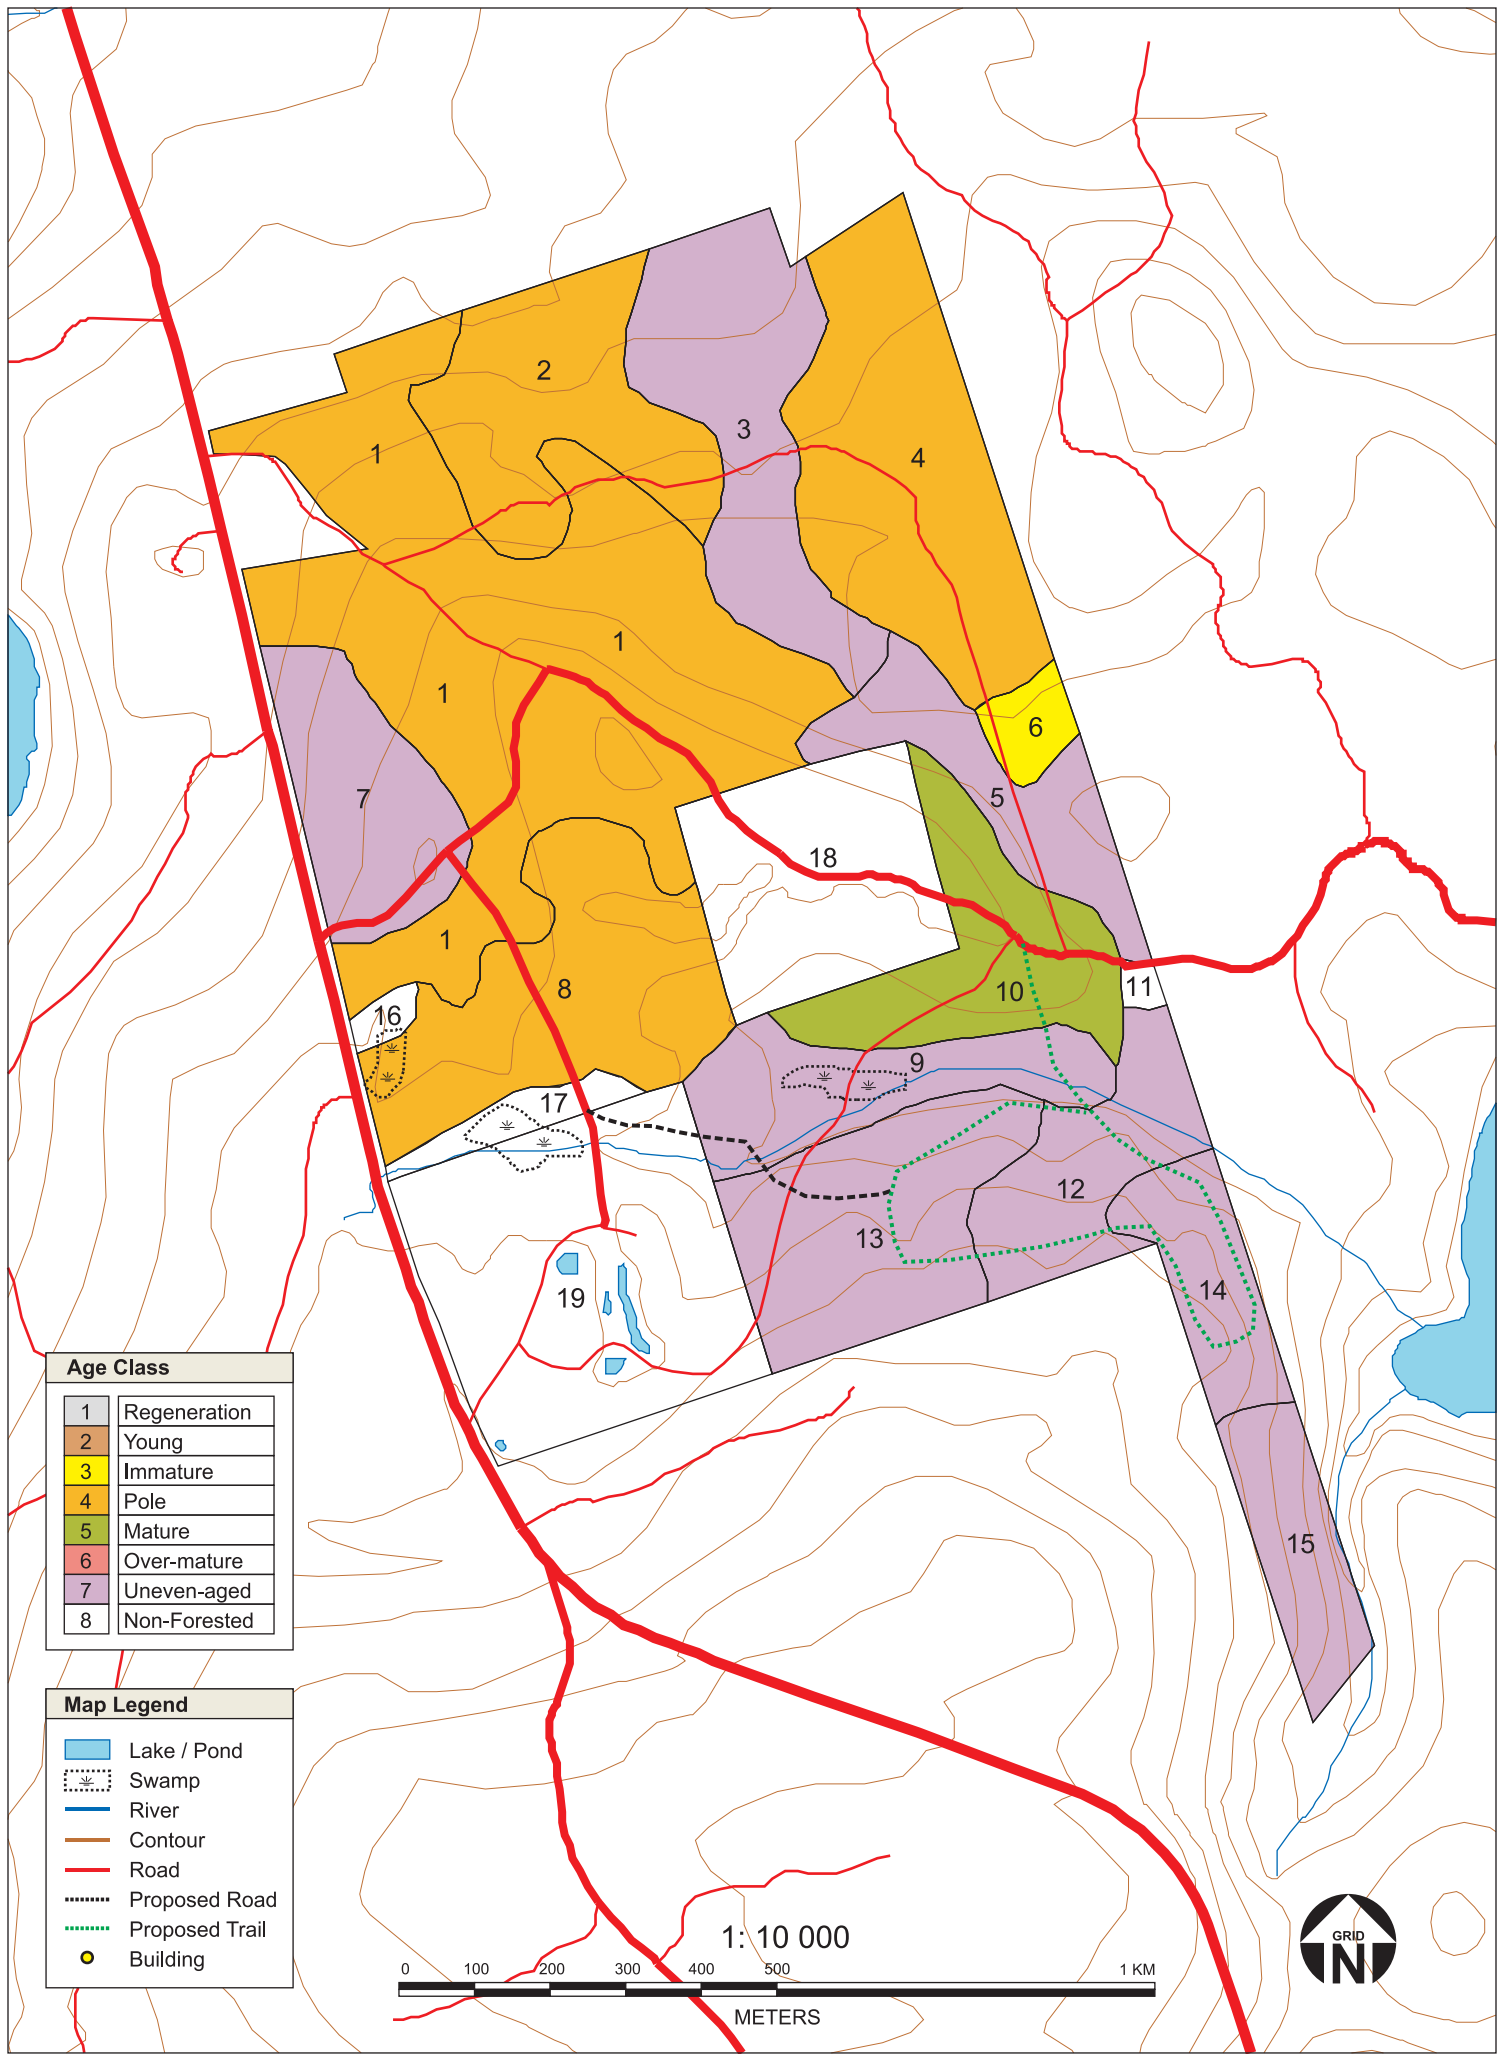 2
3
1
4
1
1
6
7
5
18
1
8
10
11
16
9
17
12
13
14
19
15
Age Class
1 Regeneration
2 Young
3 Immature
4 Pole
5 Mature
6 Over-mature
7 Uneven-aged
8 Non-Forested
Map Legend
Lake / Pond
Swamp
River
Contour
Road
Proposed Road
Proposed Trail
Building
1: 10 000
0 100 200 300 400 500 1 KM
METERS
GRID
N